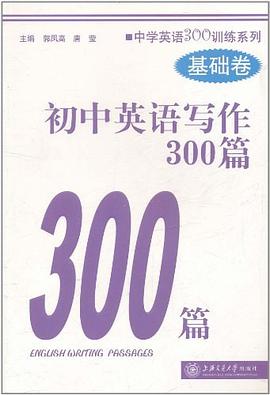 主编 郭凤高 唐 莹
■中学英语300训练系列
基础卷
初中英语写作
300篇
300
篇
ENGLISH WRITING PASSAGES
上海交通大学出版社